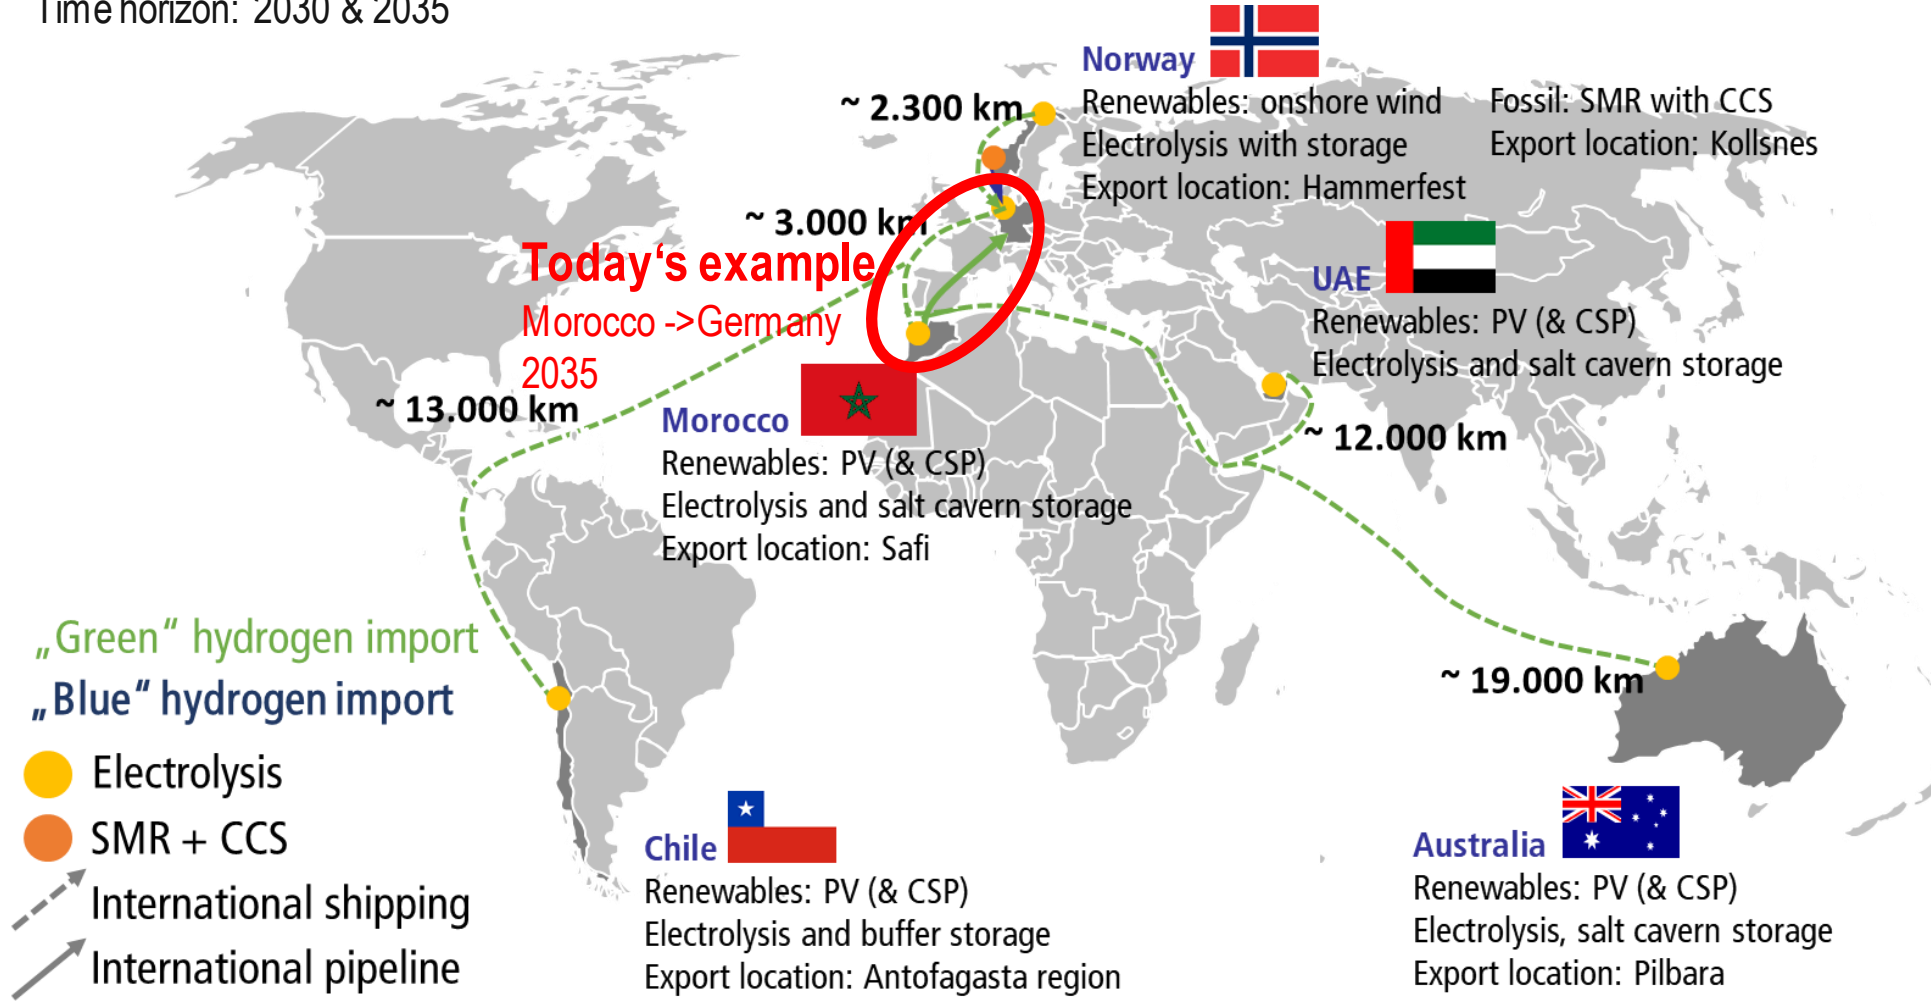 Time horizon: 2030 & 2035
Norway
~ 2.300 km
Renewables: onshore wind
Electrolysis with storage
Export location: Hammerfest
Fossil: SMR with CCS
Export location: Kollsnes
~ 3.000 km
Today‘s example
Morocco ->Germany
2035
UAE
Renewables: PV (& CSP)
Electrolysis and salt cavern storage
~ 13.000 km
~ 12.000 km
Morocco
Renewables: PV (& CSP)
Electrolysis and salt cavern storage
Export location: Safi
~ 19.000 km
„Green“ hydrogen import
„Blue“ hydrogen import
Electrolysis
SMR + CCS
International shipping
International pipeline
Chile
Renewables: PV (& CSP)
Electrolysis and buffer storage
Export location: Antofagasta region
Australia
Renewables: PV (& CSP)
Electrolysis, salt cavern storage
Export location: Pilbara